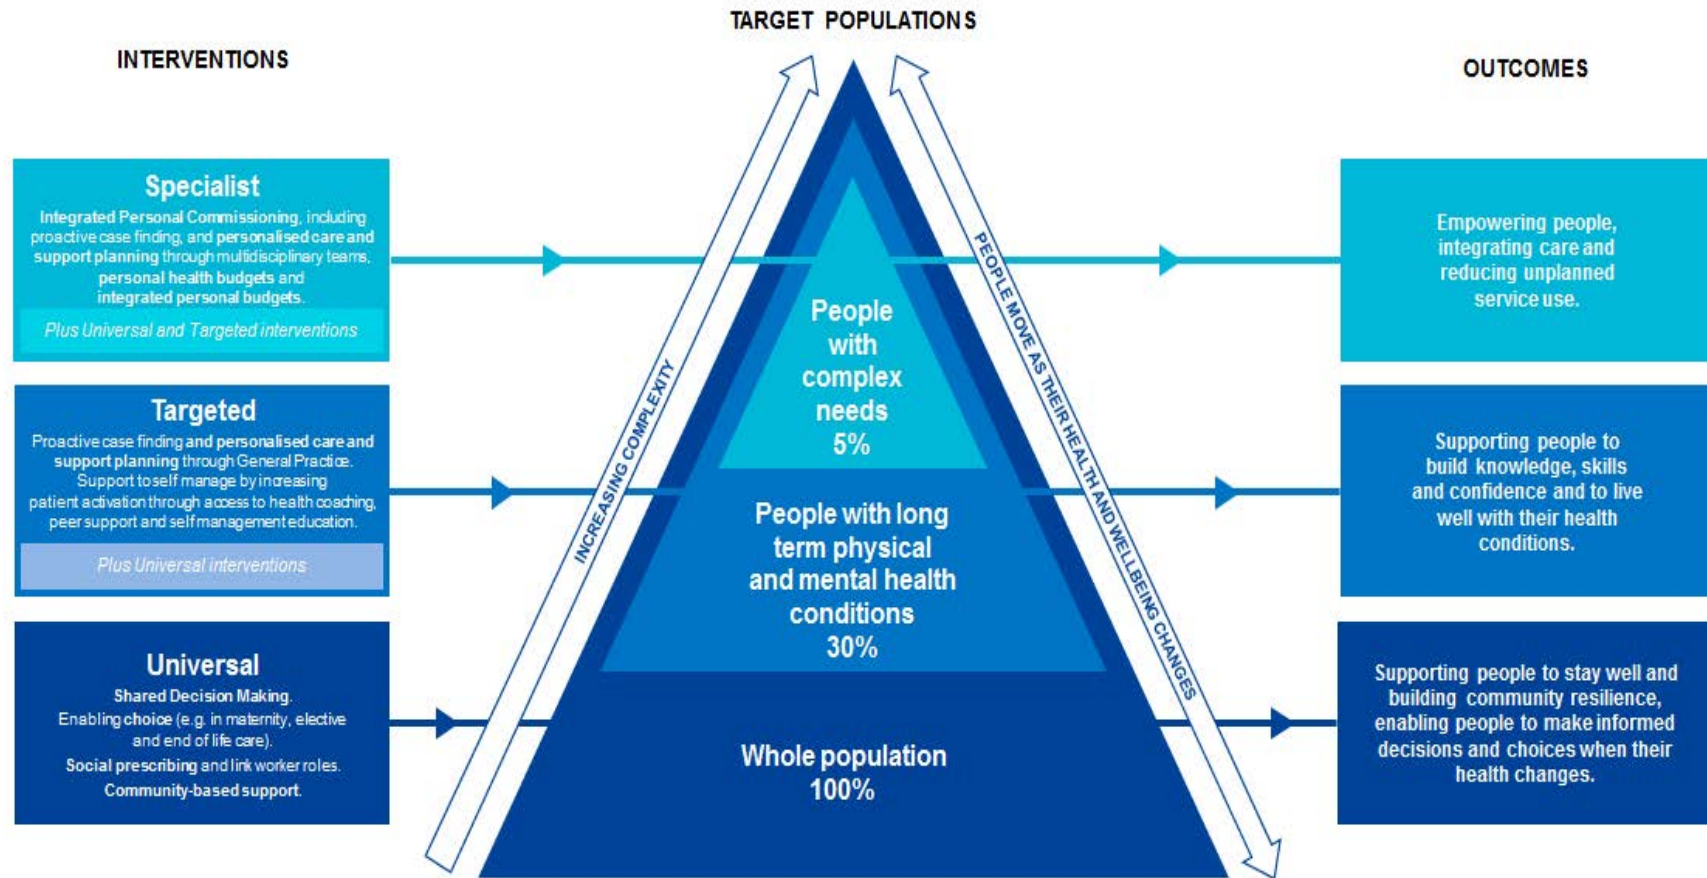 TARGET POPULATIONS
INTERVENTIONS
OUTCOMES
Specialist
Integrated Personal Commissioning, including
proactive case finding, and personalised care and
support planning through multidisciplinary teams,
personal health budgets and
integrated personal budgets.
Plus Universal and Targeted interventions
Targeted
Proactive case finding and personalised care and
support planning through General Practice.
Support to self manage by increasing
patient activation through access to health coaching,
peer support and self management education.
Plus Universal interventions
Universal
Shared Decision Making.
Enabling choice (e.g. in maternity, elective
and end of life care).
Social prescribing and link worker roles.
Community-based support.
INCREASING COMPLEXITY
People
with
complex
needs
5%
People with long
term physical
and mental health
conditions
30%
Whole population
100%
PEOPLE MOVE AS THEIR HEALTH AND WELLBEING CHANGES
Empowering people,
integrating care and
reducing unplanned
service use.
Supporting people to
build knowledge, skills
and confidence and to live
well with their health
conditions.
Supporting people to stay well and
building community resilience,
enabling people to make informed
decisions and choices when their
health changes.